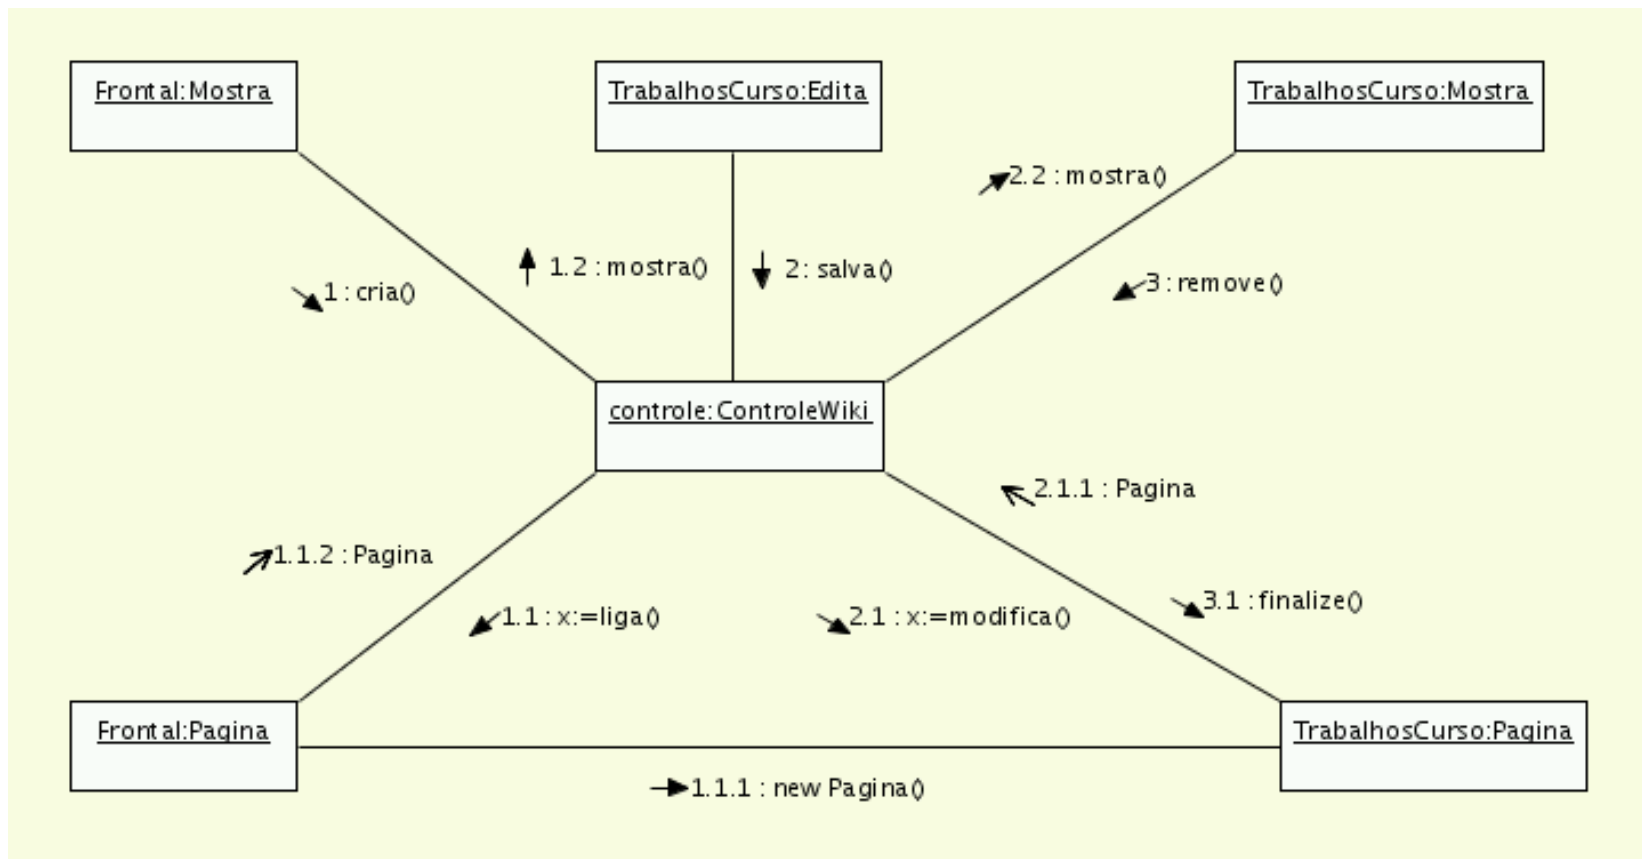 Frontal:Mostra
TrabalhosCurso:Edita
TrabalhosCurso:Mostra
2.2 : mostra()
1.2 : mostra()
2: salva()
3 : remove()
1 : cria()
controle:ControleWiki
2.1.1 : Pagina
1.1.2 : Pagina
3.1 : finalize()
1.1 : x:=liga()
2.1 : x:=modifica()
Frontal:Pagina
TrabalhosCurso:Pagina
1.1.1 : new Pagina()